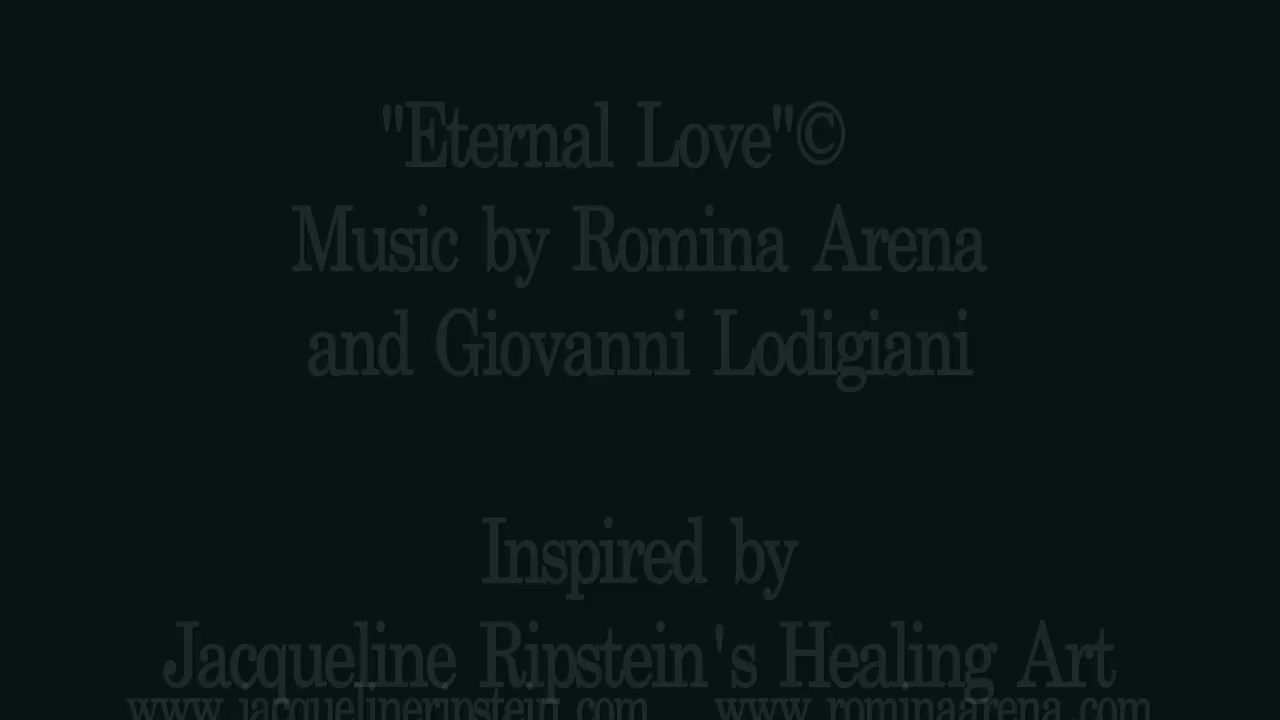 "Eternal Love"©
Music by Romina Arena
and Giovanni Lodigiani
Inspired by
Jacqueline Ripstein's Healing Art
www.jacquelineripstein.com www.rominaarena.com